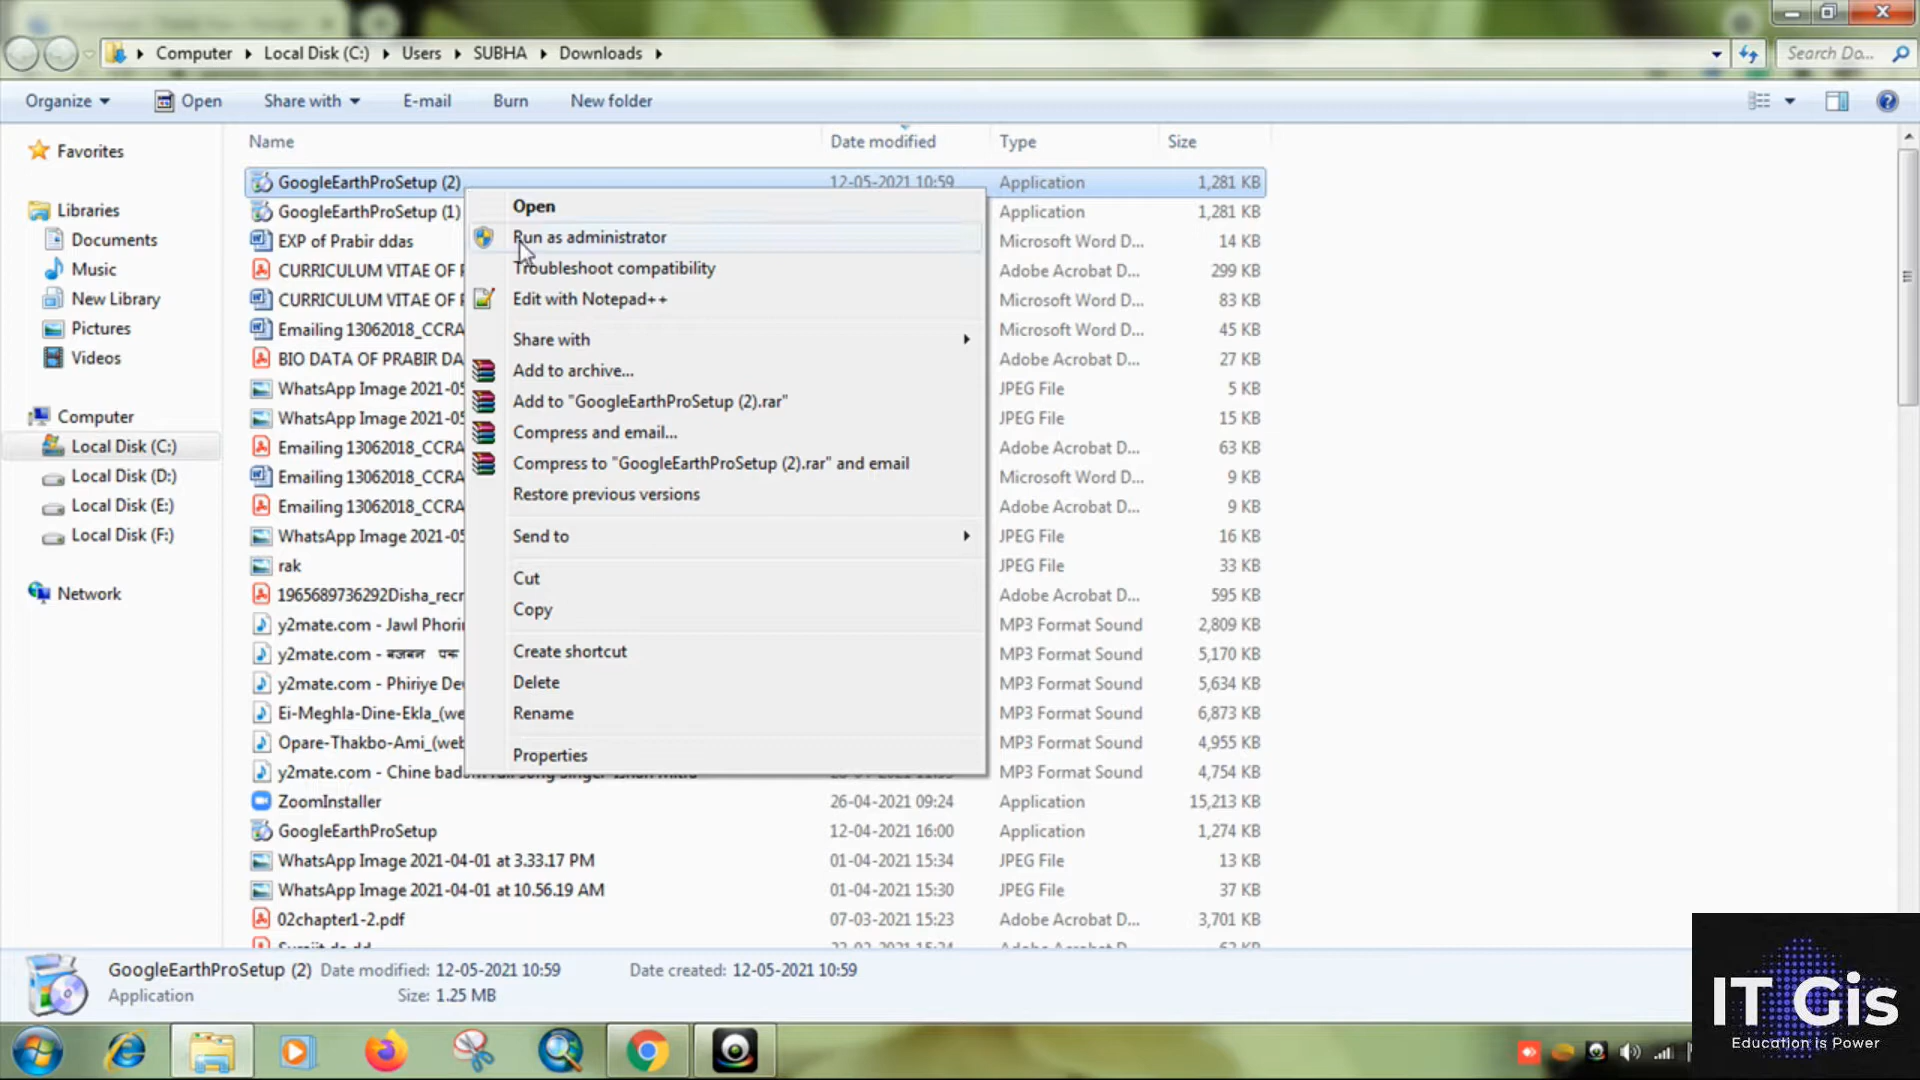 Computer Local Disk (C:) Users SUBHA Downloads
Search Do...
Organize Open Share with E-mail Burn New folder
Name Date modified Type Size
Favorites
Libraries
Documents
Music
New Library
Pictures
Videos
Computer
Local Disk (C:)
Local Disk (D:)
Local Disk (E:)
Local Disk (F:)
Network
GoogleEarthProSetup (2) 12-05-2021 10:59 Application 1,281 KB
GoogleEarthProSetup (1) Application 1,281 KB
EXP of Prabir ddas Microsoft Word D... 14 KB
CURRICULUM VITAE OF Adobe Acrobat D... 299 KB
CURRICULUM VITAE OF Microsoft Word D... 83 KB
Emailing 13062018_CCRA Microsoft Word D... 45 KB
BIO DATA OF PRABIR DA Adobe Acrobat D... 27 KB
WhatsApp Image 2021-05 JPEG File 5 KB
WhatsApp Image 2021-05 JPEG File 15 KB
Emailing 13062018_CCRA Adobe Acrobat D... 63 KB
Emailing 13062018_CCRA Microsoft Word D... 9 KB
Emailing 13062018_CCRA Adobe Acrobat D... 9 KB
WhatsApp Image 2021-05 JPEG File 16 KB
rak JPEG File 33 KB
1965689736292Disha_recr Adobe Acrobat D... 595 KB
y2mate.com - Jawl Phorin MP3 Format Sound 2,809 KB
y2mate.com - बजबन पक MP3 Format Sound 5,170 KB
y2mate.com - Phiriye De MP3 Format Sound 5,634 KB
Ei-Meghla-Dine-Ekla_(we MP3 Format Sound 6,873 KB
Opare-Thakbo-Ami_(web MP3 Format Sound 4,955 KB
y2mate.com - Chine MP3 Format Sound 4,754 KB
ZoomInstaller 26-04-2021 09:24 Application 15,213 KB
GoogleEarthProSetup 12-04-2021 16:00 Application 1,274 KB
WhatsApp Image 2021-04-01 at 3.33.17 PM 01-04-2021 15:34 JPEG File 13 KB
WhatsApp Image 2021-04-01 at 10.56.19 AM 01-04-2021 15:30 JPEG File 37 KB
02chapter1-2.pdf 07-03-2021 15:23 Adobe Acrobat D... 3,701 KB
Open
Run as administrator
Troubleshoot compatibility
Edit with Notepad++
Share with
Add to archive...
Add to "GoogleEarthProSetup (2).rar"
Compress and email...
Compress to "GoogleEarthProSetup (2).rar" and email
Restore previous versions
Send to
Cut
Copy
Create shortcut
Delete
Rename
Properties
GoogleEarthProSetup (2) Date modified: 12-05-2021 10:59 Date created: 12-05-2021 10:59
Application Size: 1.25 MB
IT Gis
Education is Power